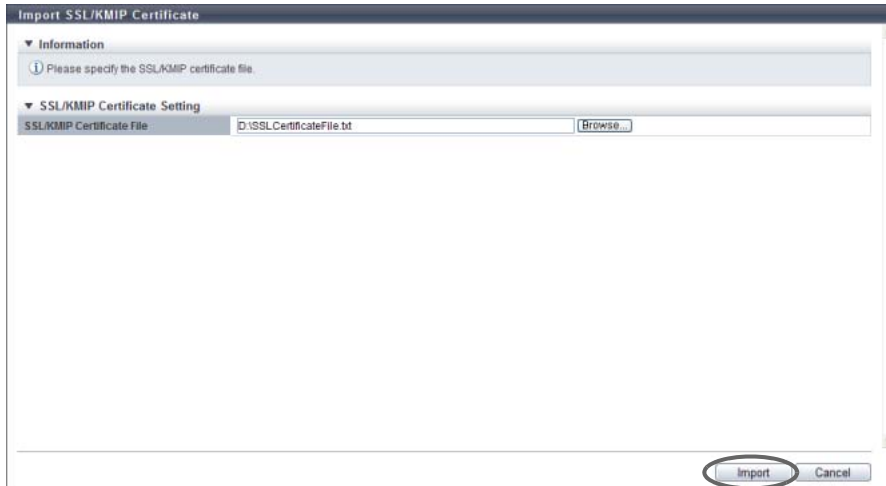 Import SSL/KMIP Certificate
▼ Information
Please specify the SSL/KMIP certificate file.
▼ SSL/KMIP Certificate Setting
SSL/KMIP Certificate File D:\SSLCertificateFile.txt Browse...
Import Cancel